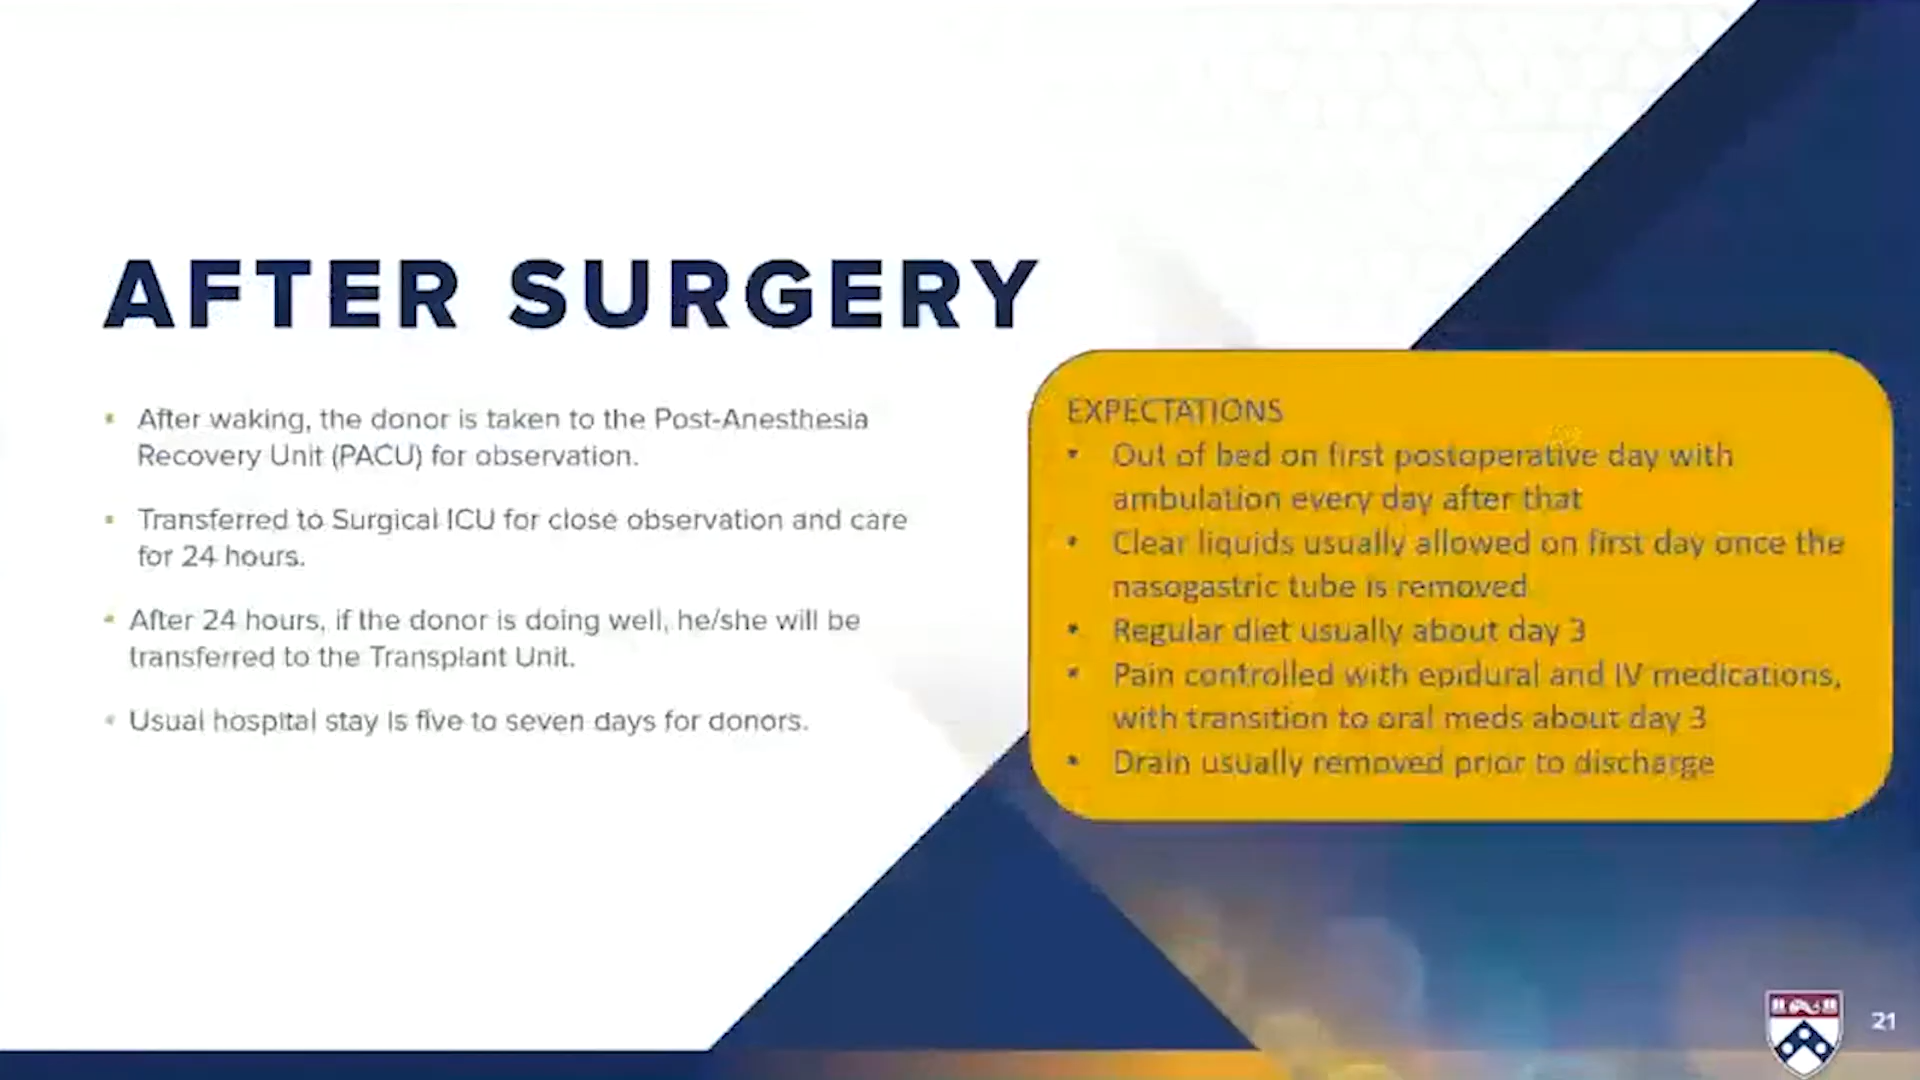 AFTER SURGERY
• After waking, the donor is taken to the Post-Anesthesia
Recovery Unit (PACU) for observation.
• Transferred to Surgical ICU for close observation and care
for 24 hours.
• After 24 hours, if the donor is doing well, he/she will be
transferred to the Transplant Unit.
• Usual hospital stay is five to seven days for donors.
EXPECTATIONS
• Out of bed on first postoperative day with
ambulation every day after that
• Clear liquids usually allowed on first day once the
nasogastric tube is removed
• Regular diet usually about day 3
• Pain controlled with epidural and IV medications,
with transition to oral meds about day 3
• Drain usually removed prior to discharge
21